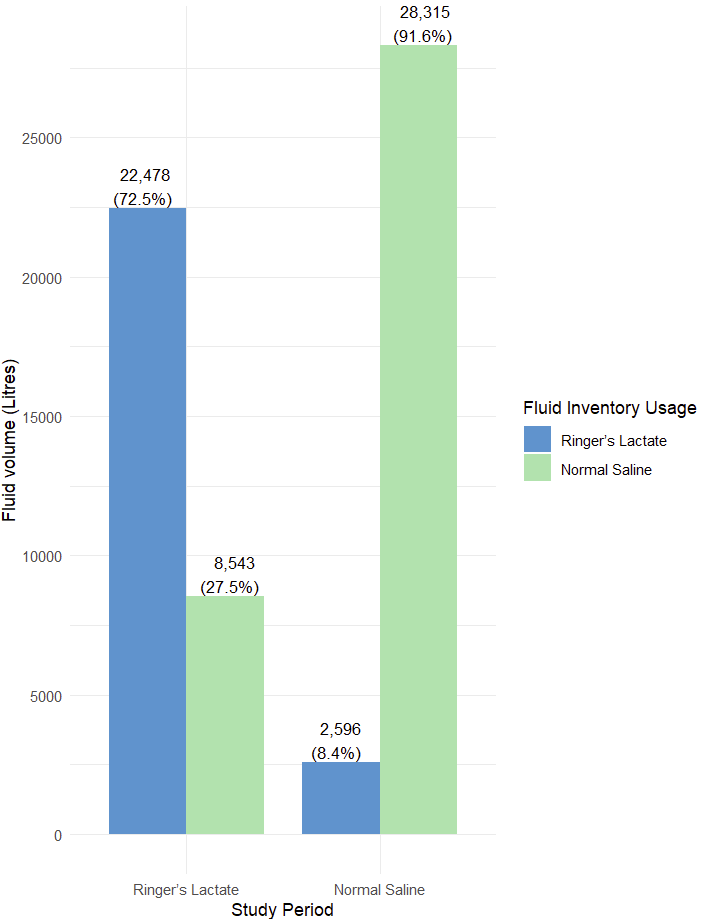 28,315
(91.6%)
22,478
(72.5%)
8,543
(27.5%)
2,596
(8.4%)
Fluid volume (Litres)
25000
20000
15000
10000
5000
0
Ringer’s Lactate
Normal Saline
Study Period
Fluid Inventory Usage
Ringer’s Lactate
Normal Saline